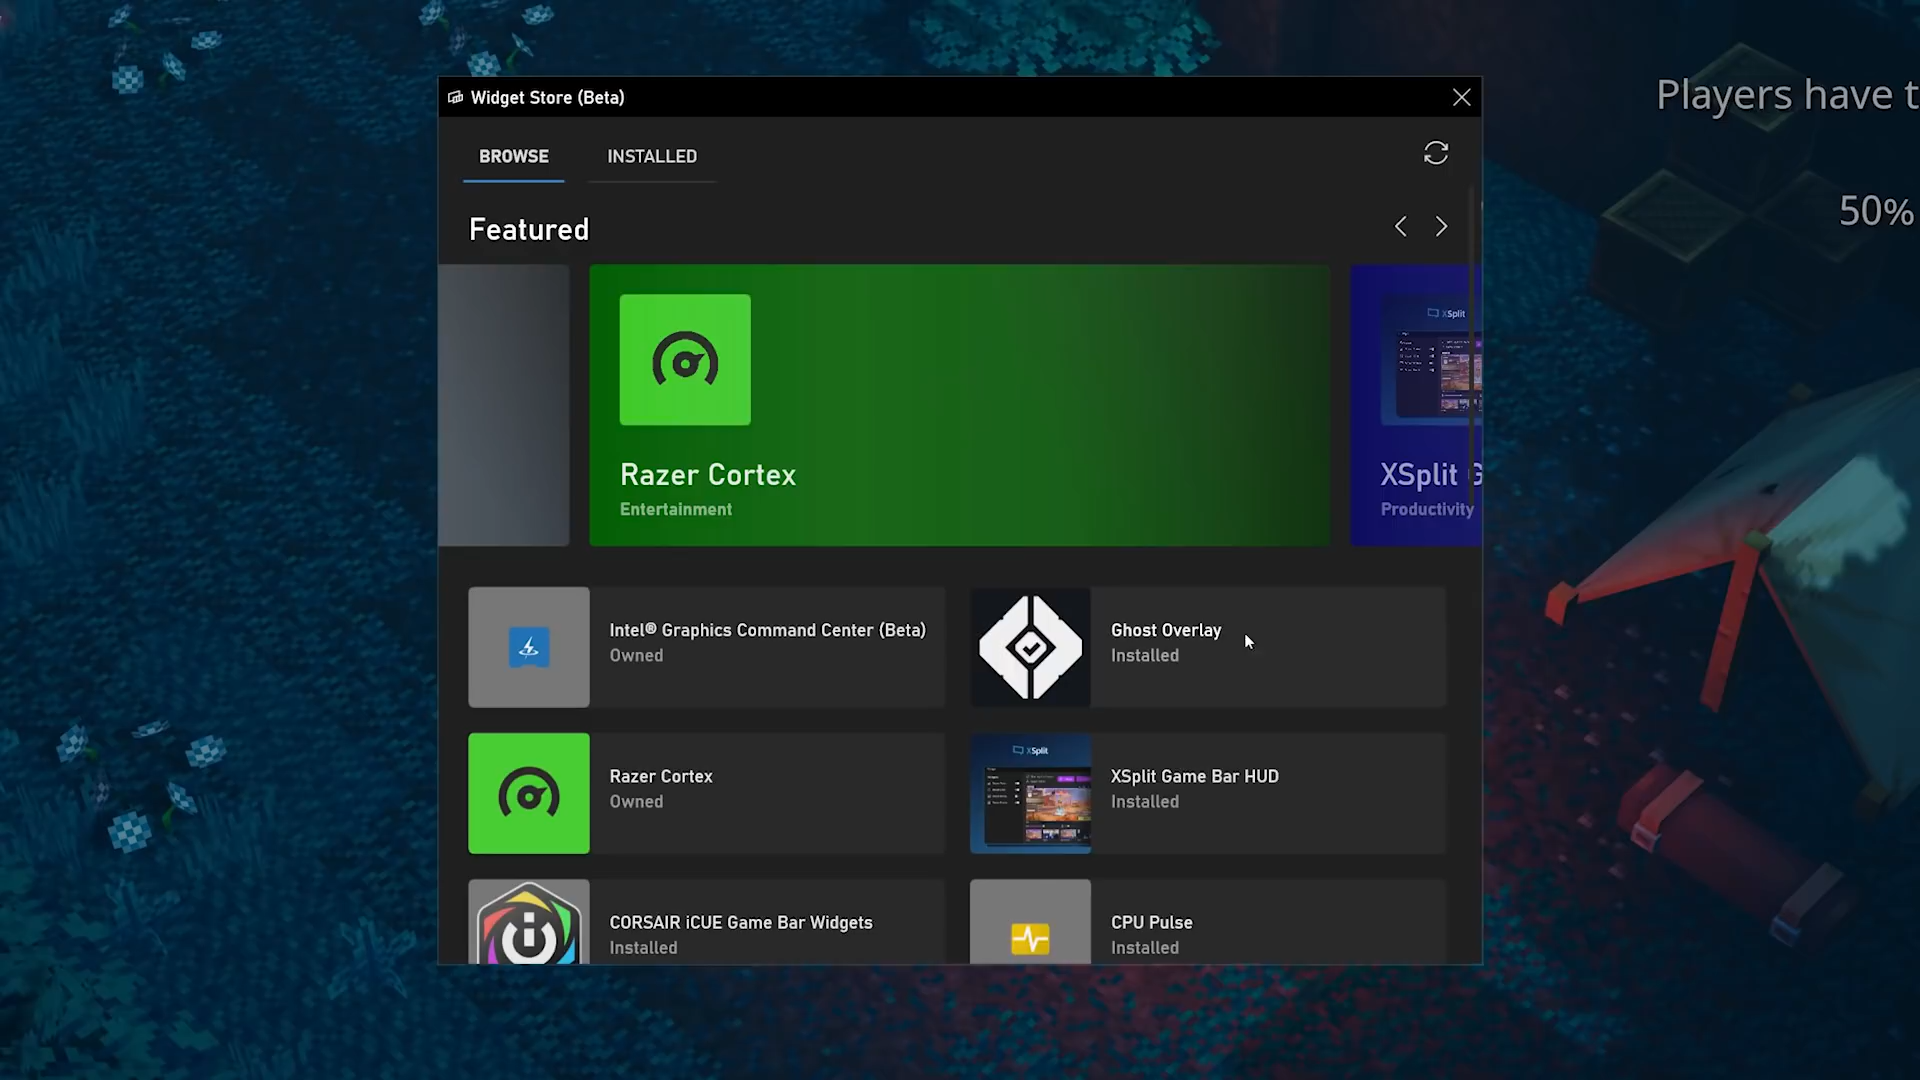 Widget Store (Beta)
Players have t
BROWSE
INSTALLED
50%
Featured
XSplit
Razer Cortex
Entertainment
XSplit G
Productivity
Intel® Graphics Command Center (Beta)
Owned
Ghost Overlay
Installed
XSplit
Razer Cortex
Owned
XSplit Game Bar HUD
Installed
CORSAIR iCUE Game Bar Widgets
Installed
CPU Pulse
Installed